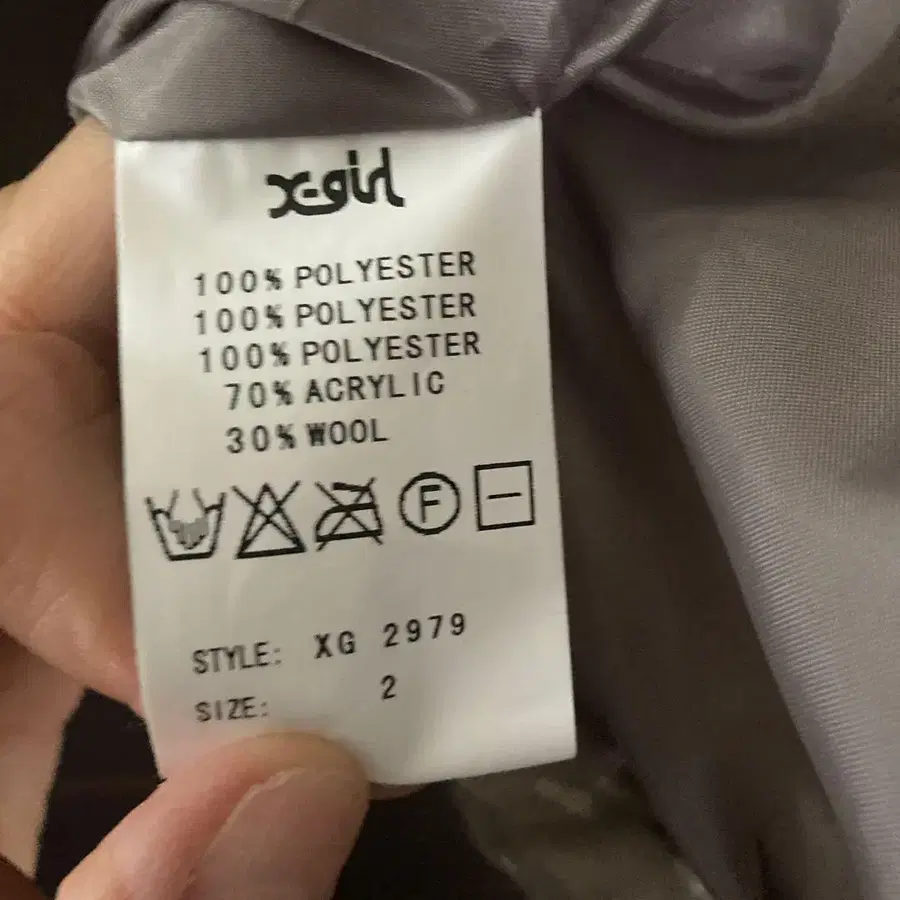 x-girl
100% POLYESTER
100% POLYESTER
100% POLYESTER
70% ACRYLIC
30% WOOL
F
STYLE: XG 2979
SIZE: 2